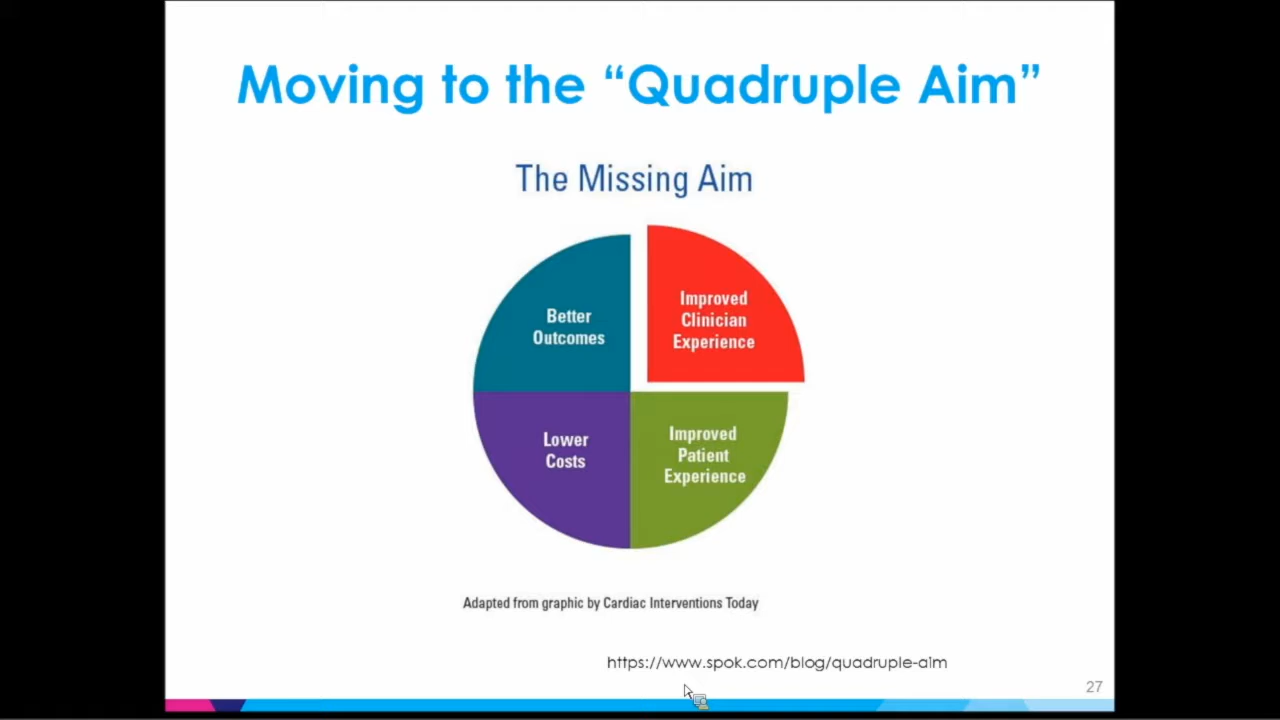 Moving to the “Quadruple Aim”
The Missing Aim
Better
Outcomes
Improved
Clinician
Experience
Lower
Costs
Improved
Patient
Experience
Adapted from graphic by Cardiac Interventions Today
https://www.spok.com/blog/quadruple-aim
27